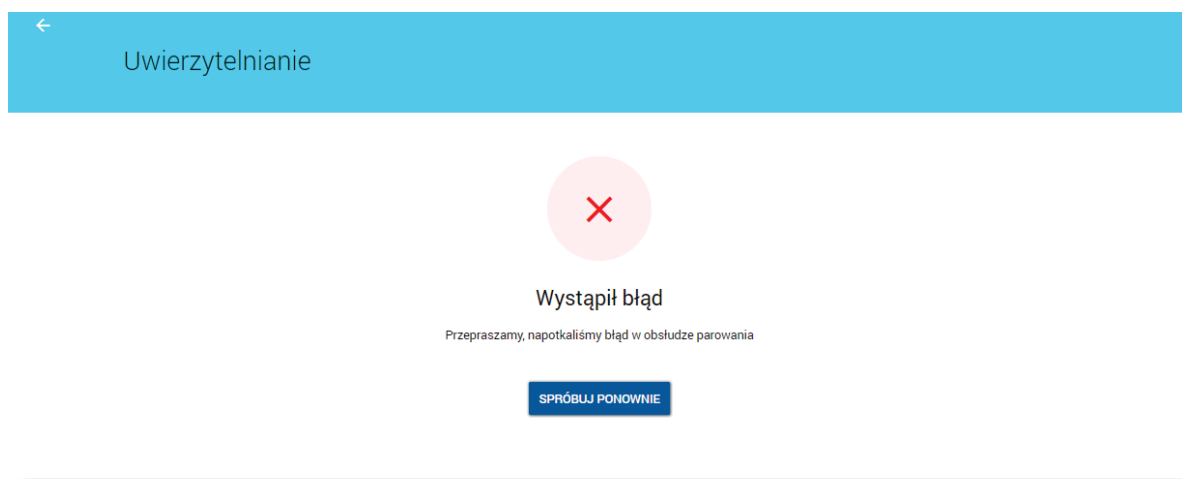 Uwierzytelnianie
Wystąpił błąd
Przepraszamy, napotkaliśmy błąd w obsłudze parowania
SPRÓBUJ PONOWNIE